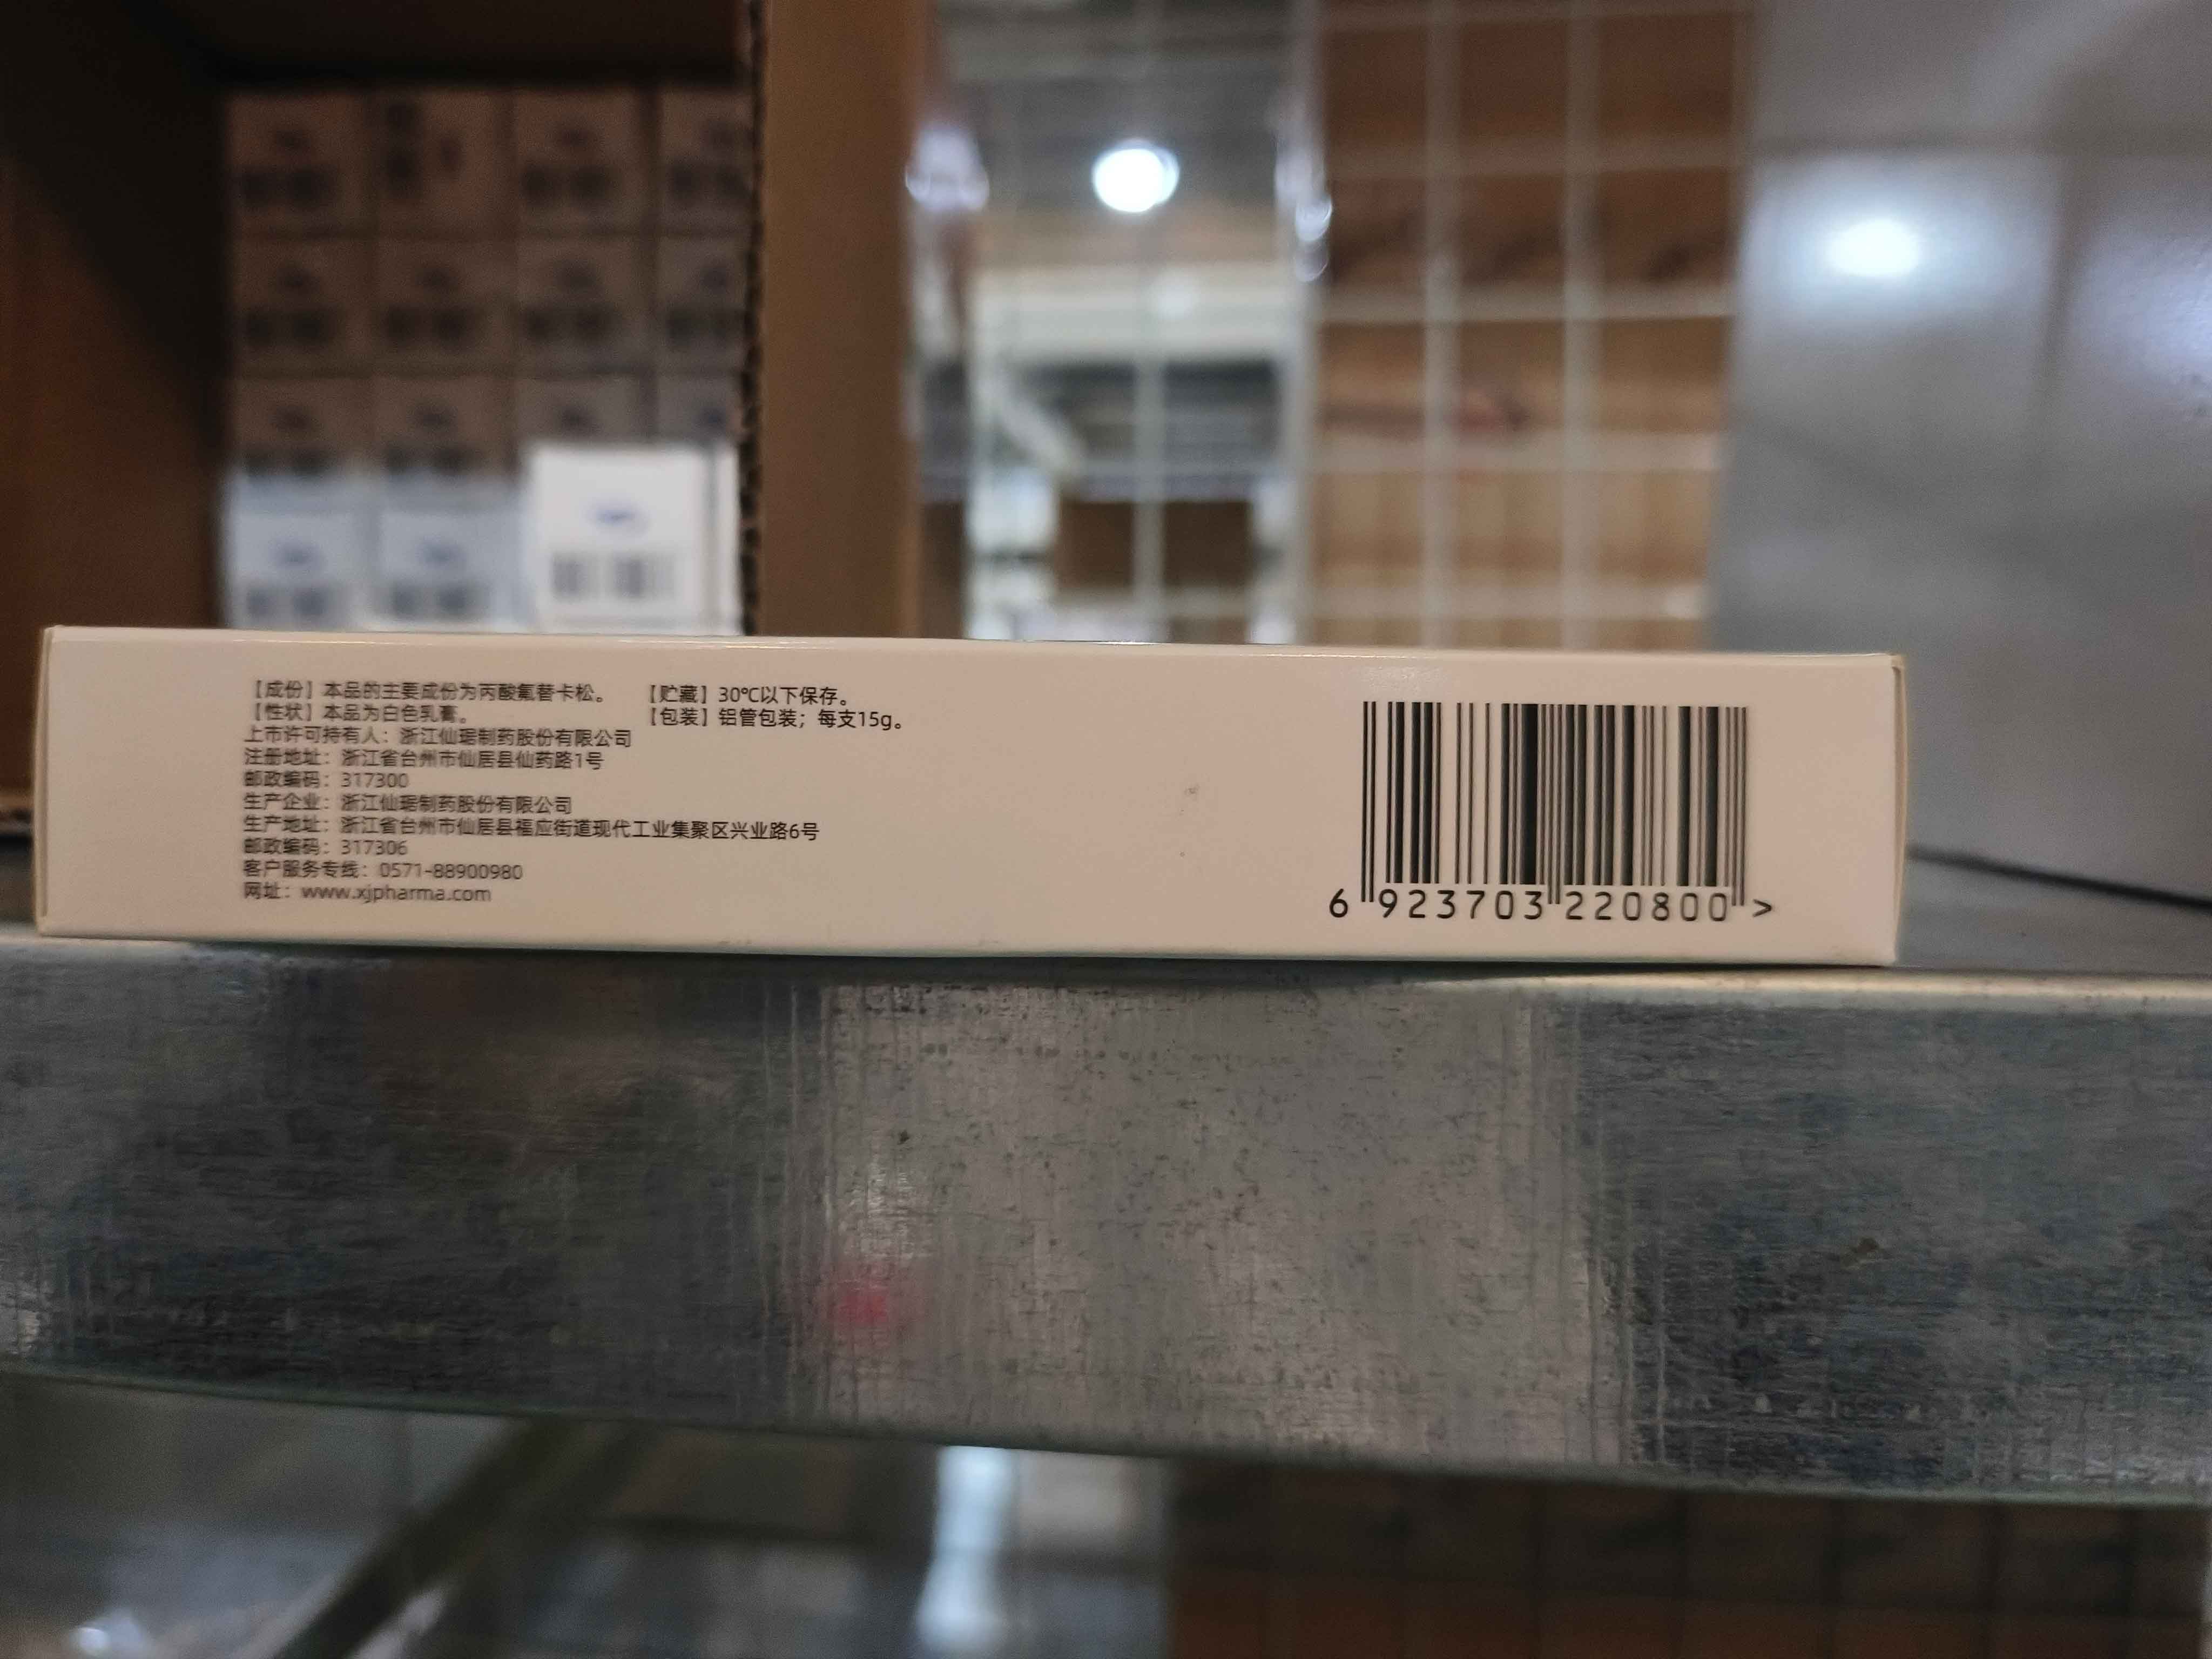 【成份】本品的主要成份为丙酸氟替卡松。
【性状】本品为白色乳膏。
【贮藏】30℃以下保存。
【包装】铝管包装；每支15g。
上市许可持有人：浙江仙琚制药股份有限公司
注册地址：浙江省台州市仙居县仙药路1号
邮政编码：317300
生产企业：浙江仙琚制药股份有限公司
生产地址：浙江省台州市仙居县福应街道现代工业集聚区兴业路6号
邮政编码：317306
客户服务专线：0571-88900980
网址：www.xjpharma.com
6 923703 220800 >